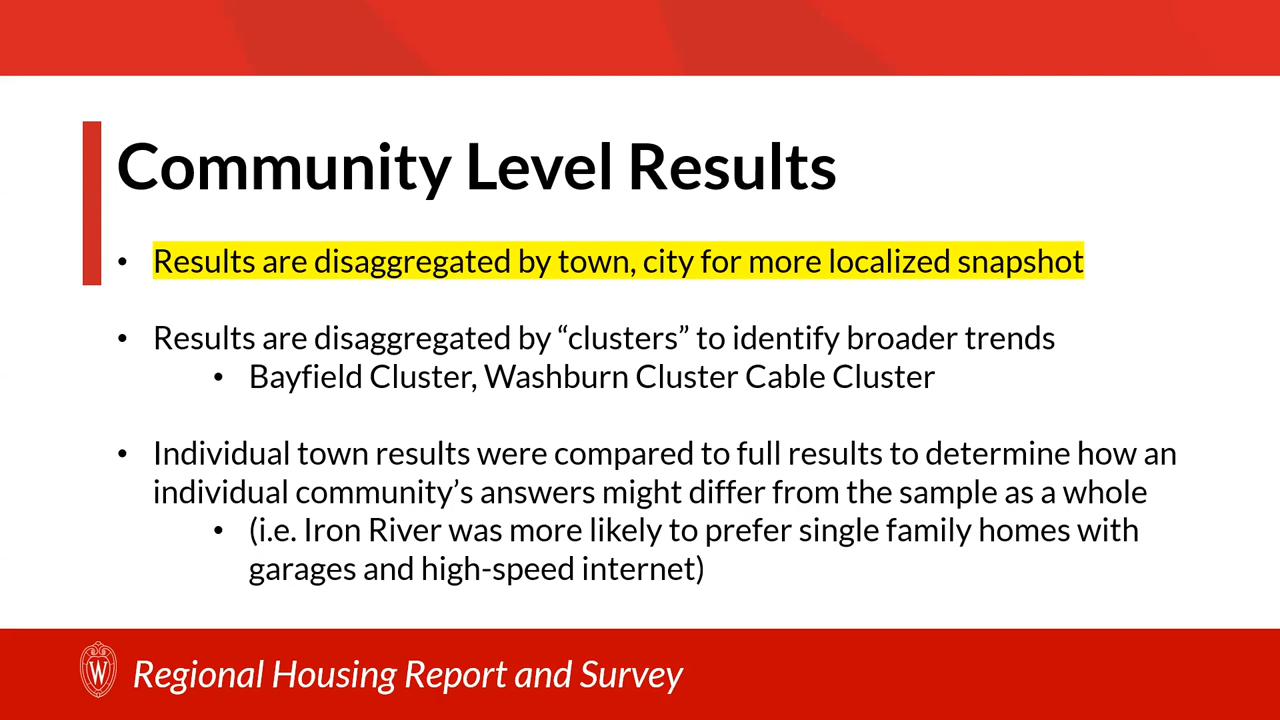 Community Level Results
• Results are disaggregated by town, city for more localized snapshot
• Results are disaggregated by “clusters” to identify broader trends
• Bayfield Cluster, Washburn Cluster Cable Cluster
• Individual town results were compared to full results to determine how an
individual community’s answers might differ from the sample as a whole
• (i.e. Iron River was more likely to prefer single family homes with
garages and high-speed internet)
W
Regional Housing Report and Survey